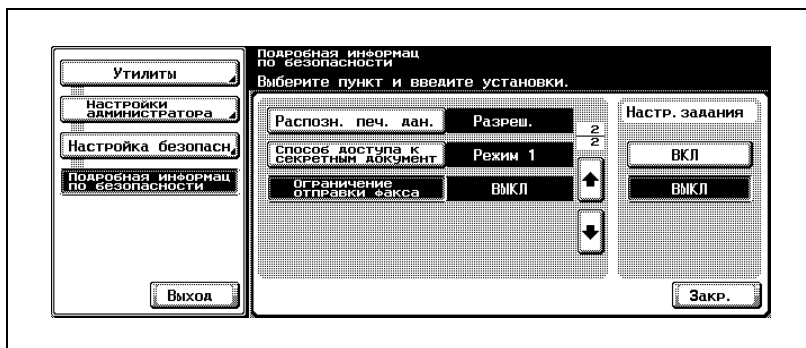 Подробная информац
по безопасности
Выберите пункт и введите установки.
Утилиты
Настройки
администратора
Настройка безопасн
Подробная информац
по безопасности
Выход
Распозн. печ. дан.
Разреш.
Способ доступа к
секретным документ
Режим 1
Ограничение
отправки факса
ВЫКЛ
2
2
Настр. задания
ВКЛ
ВЫКЛ
Закр.